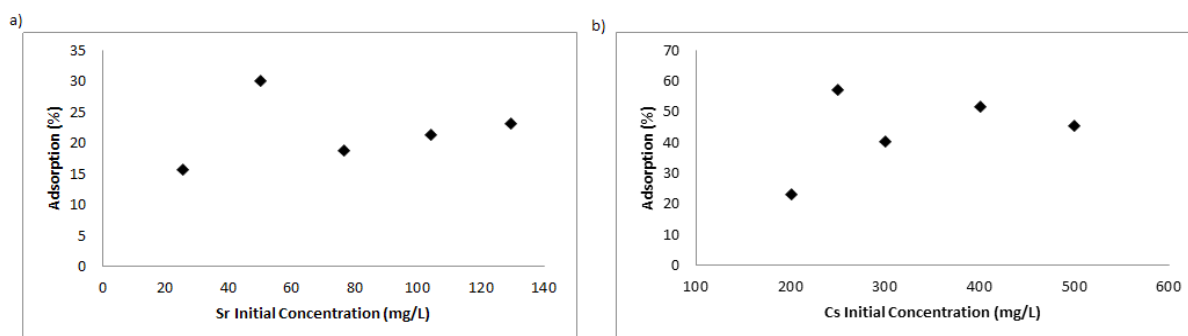 a)
35
30
25
20
15
10
5
0
Adsorption (%)
0 20 40 60 80 100 120 140
Sr Initial Concentration (mg/L)
b)
70
60
50
40
30
20
10
0
Adsorption (%)
100 200 300 400 500 600
Cs Initial Concentration (mg/L)